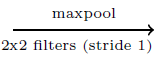 maxpool
2x2 filters (stride 1)